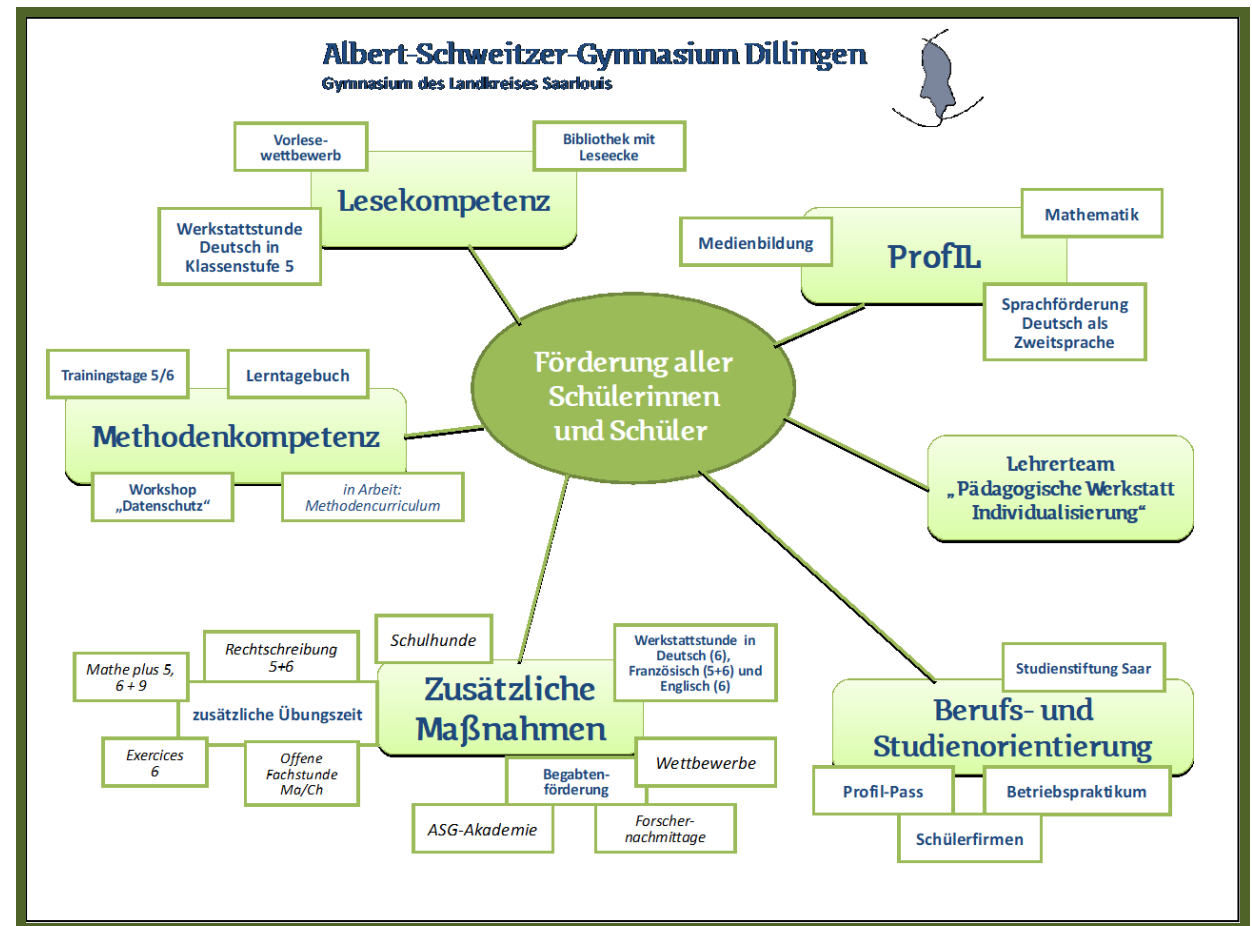 Albert-Schweitzer-Gymnasium Dillingen
Gymnasium des Landkreises Saarlouis
Vorlese-
wettbewerb
Bibliothek mit
Leseecke
Lesekompetenz
Werkstattstunde
Deutsch in
Klassenstufe 5
Mathematik
Medienbildung
ProfIL
Sprachförderung
Deutsch als
Zweitsprache
Förderung aller
Schülerinnen
und Schüler
Trainingstage 5/6
Lerntagebuch
Methodenkompetenz
Workshop
„Datenschutz“
in Arbeit:
Methodencurriculum
Lehrerteam
„Pädagogische Werkstatt
Individualisierung“
Schulhunde
Werkstattstunde in
Deutsch (6),
Französisch (5+6) und
Englisch (6)
Rechtschreibung
5+6
Mathe plus 5,
6 + 9
zusätzliche Übungszeit
Exercices
6
Offene
Fachstunde
Ma/Ch
Zusätzliche
Maßnahmen
Wettbewerbe
Begabten-
förderung
ASG-Akademie
Forscher-
nachmittage
Studienstiftung Saar
Berufs- und
Studienorientierung
Profil-Pass
Betriebspraktikum
Schülerfirmen